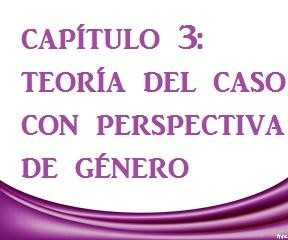 CAPÍTULO 3:
TEORÍA DEL CASO
CON PERSPECTIVA
DE GÉNERO